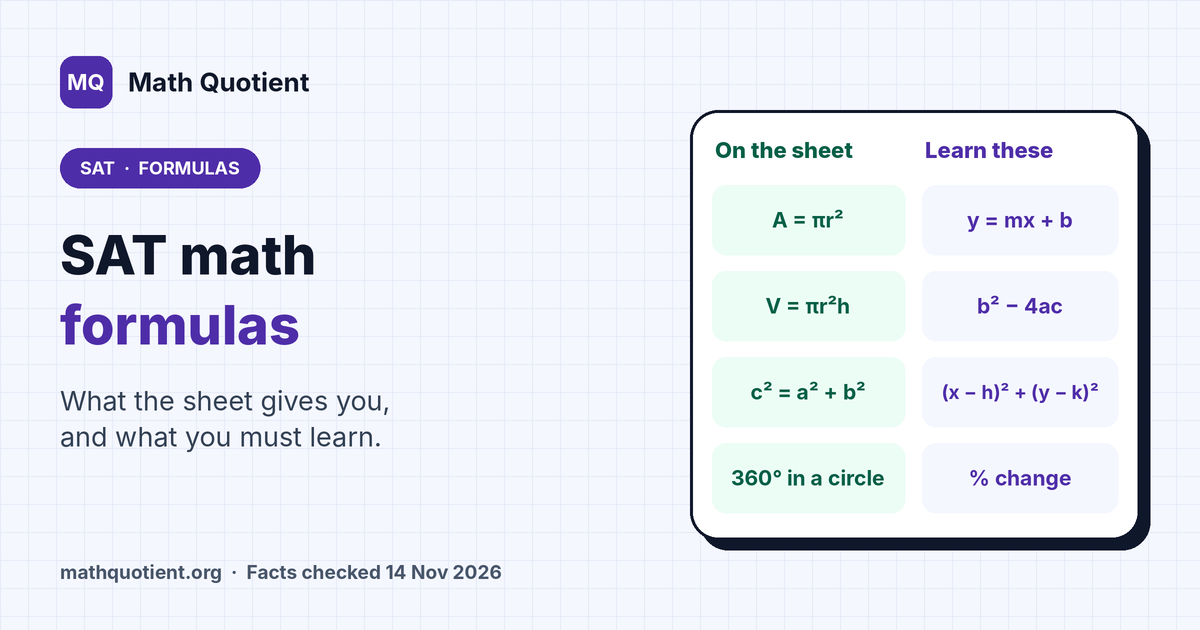 MQ Math Quotient
SAT · FORMULAS
SAT math
formulas
What the sheet gives you,
and what you must learn.
mathquotient.org · Facts checked 14 Nov 2026
On the sheet
Learn these
A = πr²
y = mx + b
V = πr²h
b² − 4ac
c² = a² + b²
(x − h)² + (y − k)²
360° in a circle
% change